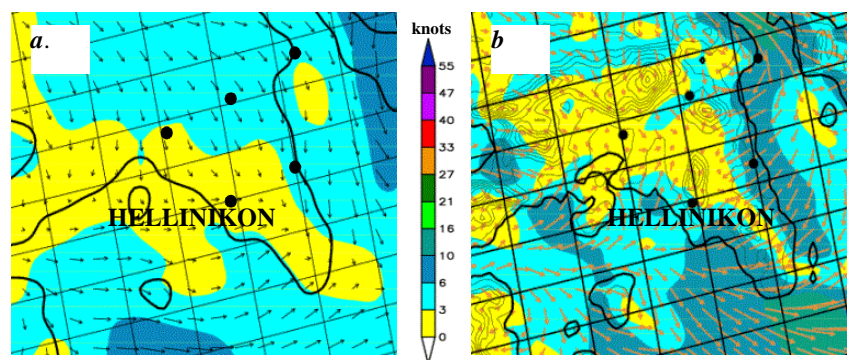 a.
knots
b
55
47
40
33
27
21
16
10
6
3
0
HELLINIKON
HELLINIKON